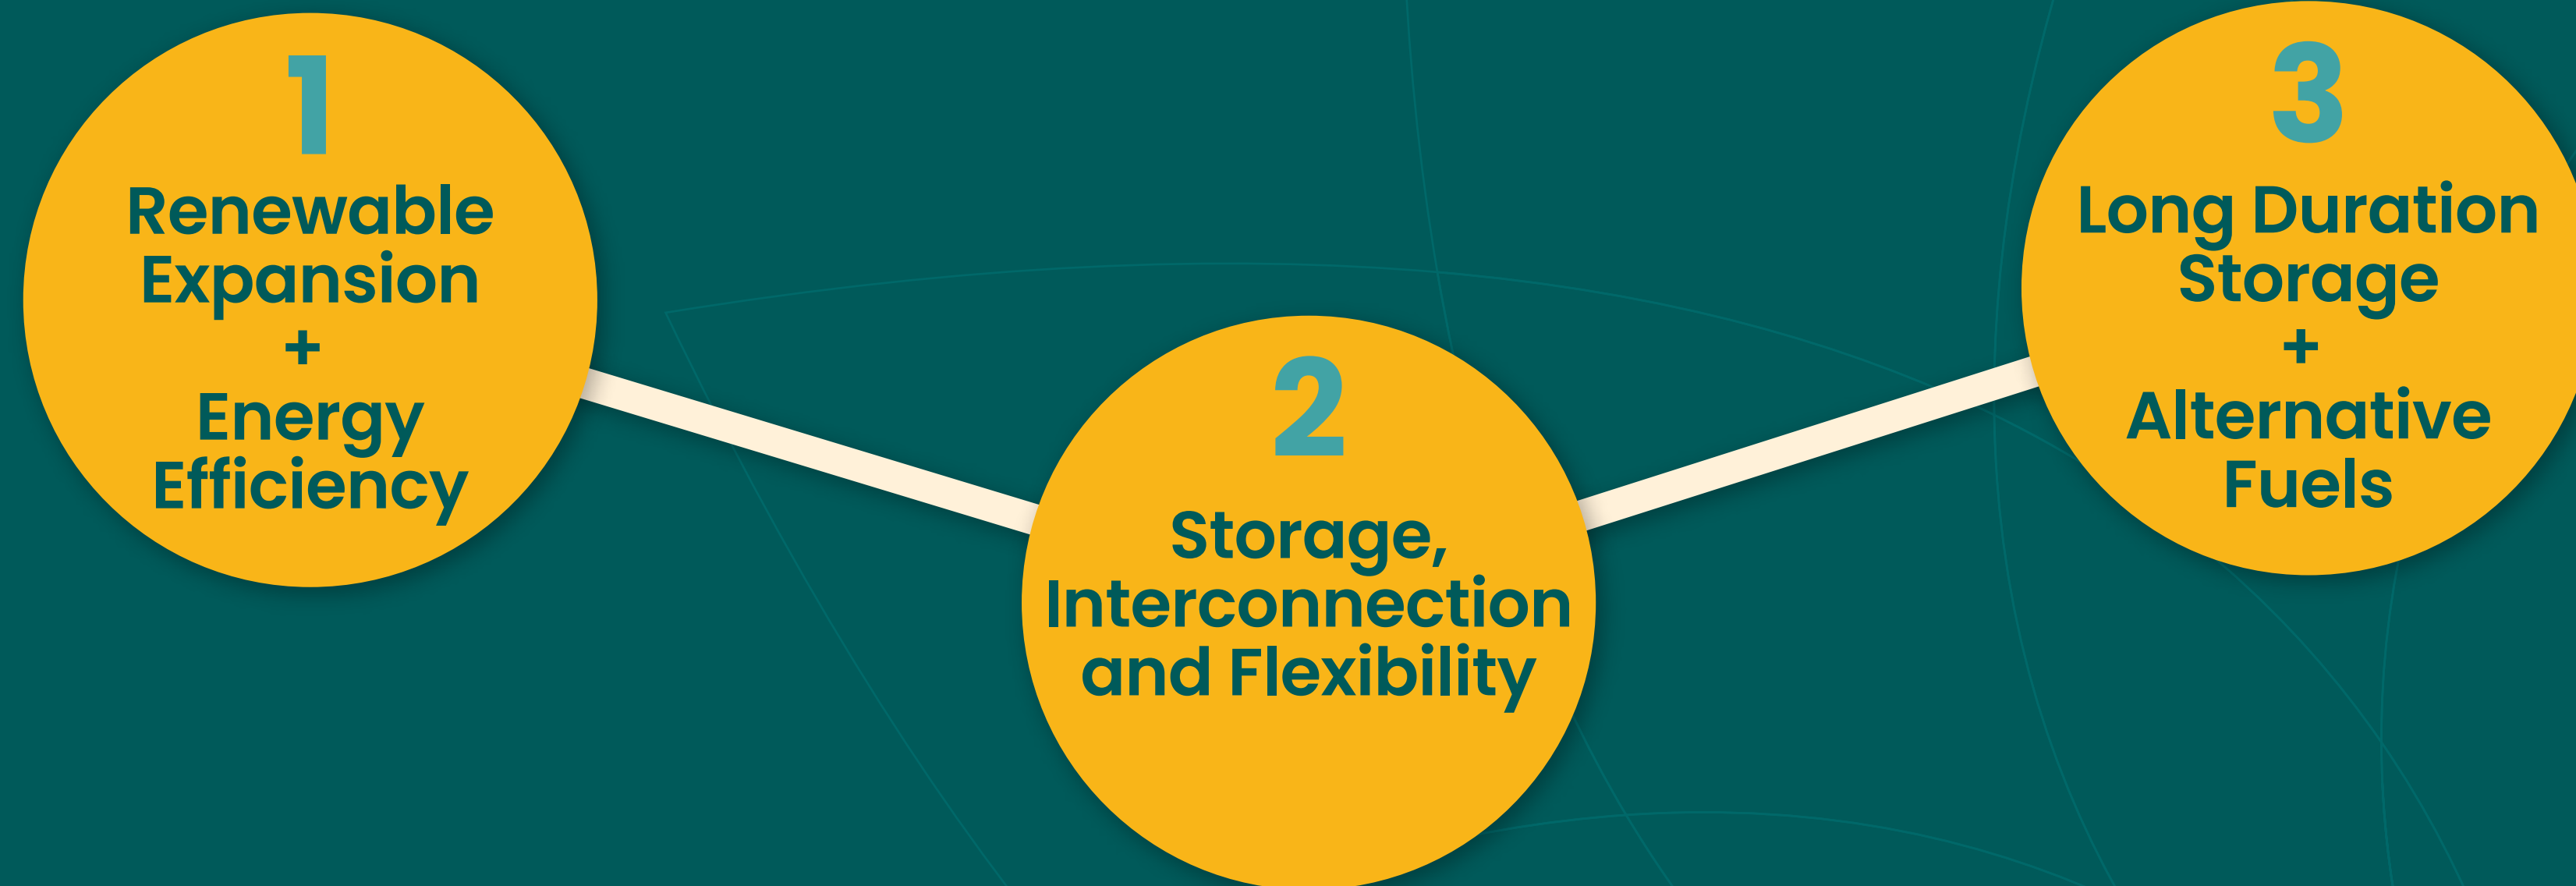 1
Renewable
Expansion
+
Energy
Efficiency
2
Storage,
Interconnection
and Flexibility
3
Long Duration
Storage
+
Alternative
Fuels